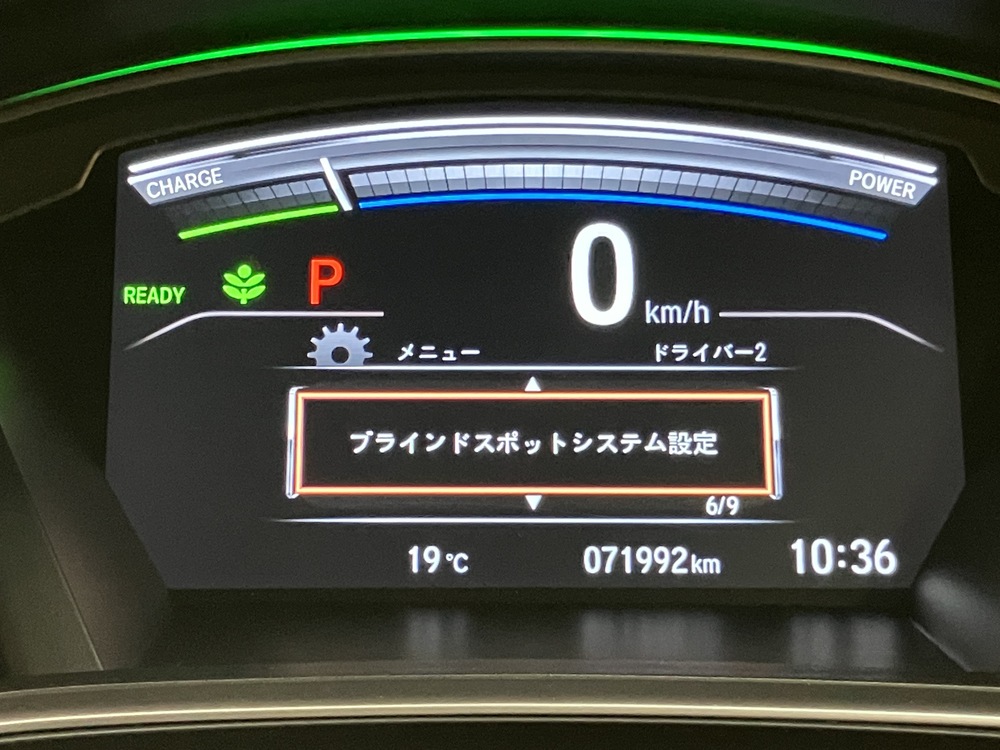 CHARGE
POWER
READY
P
0 km/h
メニュー
ドライバー2
ブラインドスポットシステム設定
6/9
19℃
071992km
10:36